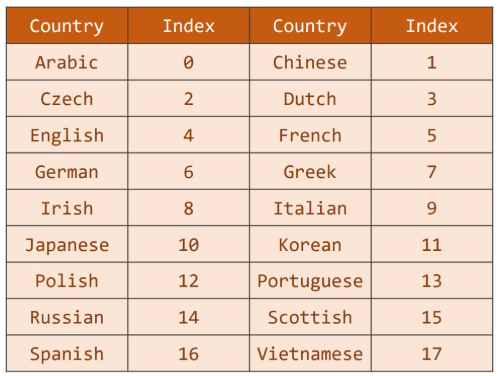 Country Index Country Index
Arabic 0 Chinese 1
Czech 2 Dutch 3
English 4 French 5
German 6 Greek 7
Irish 8 Italian 9
Japanese 10 Korean 11
Polish 12 Portuguese 13
Russian 14 Scottish 15
Spanish 16 Vietnamese 17